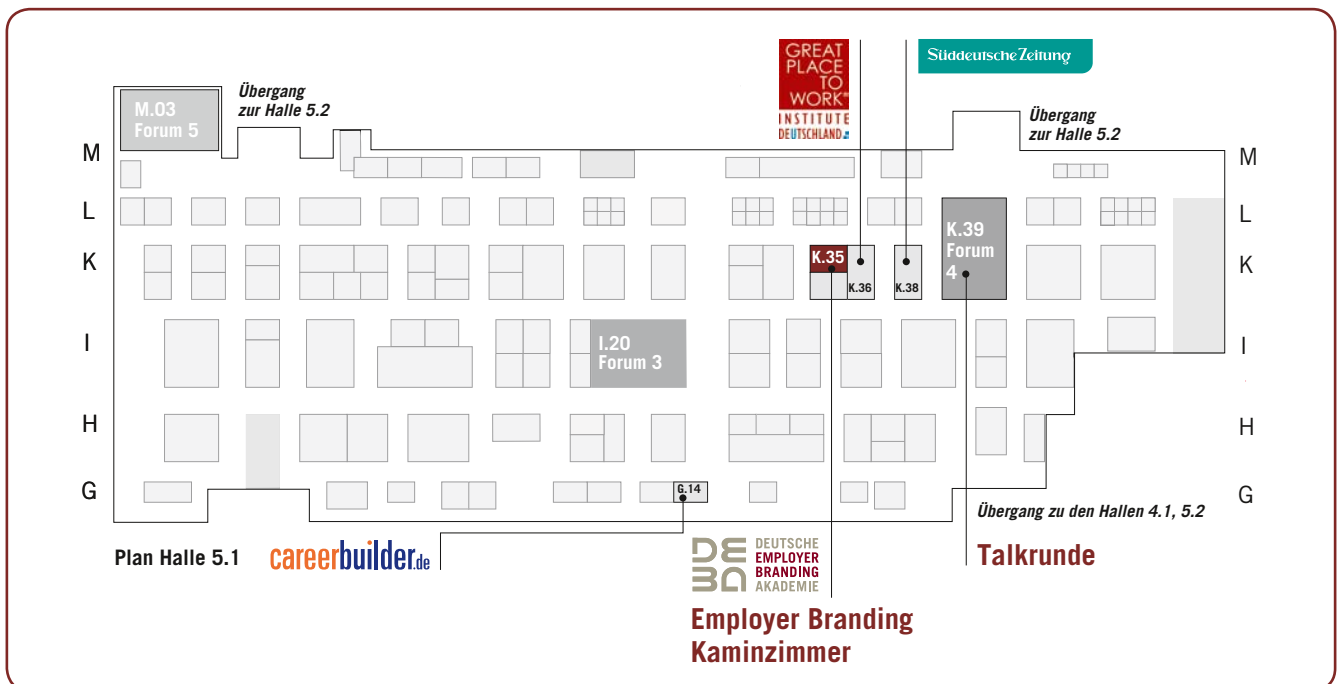 GREAT
PLACE
TO
WORK®
INSTITUTE
DEUTSCHLAND
Süddeutsche Zeitung
Übergang
zur Halle 5.2
M.03
Forum 5
Übergang
zur Halle 5.2
M
M
L
L
K
K
K.35
K.36
K.38
K.39
Forum
4
I
I
I.20
Forum 3
H
H
G
G
G.14
Übergang zu den Hallen 4.1, 5.2
Plan Halle 5.1
careerbuilder.de
DEBA
DEUTSCHE
EMPLOYER
BRANDING
AKADEMIE
Talkrunde
Employer Branding
Kaminzimmer